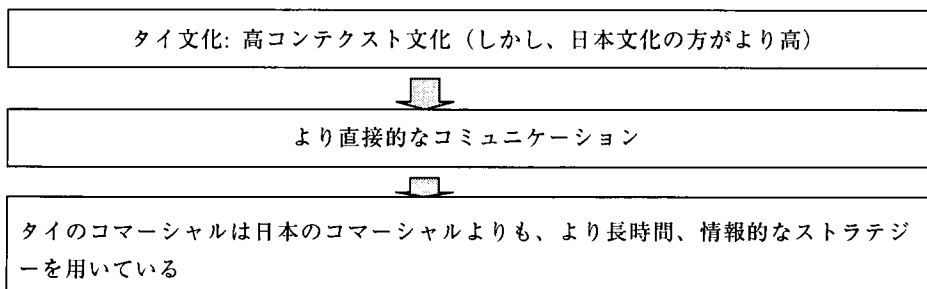 タイ文化: 高コンテクスト文化（しかし、日本文化の方がより高）
より直接的なコミュニケーション
タイのコマーシャルは日本のコマーシャルよりも、より長時間、情報的なストラテジ
ーを用いている